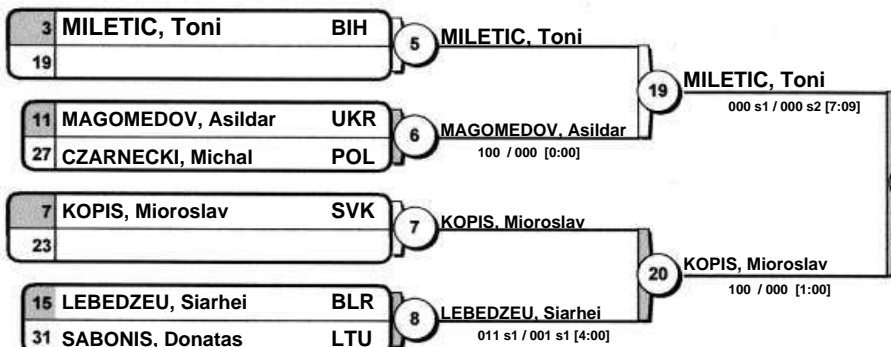 3 MILETIC, Toni BIH
19
5 MILETIC, Toni
11 MAGOMEDOV, Asildar UKR
27 CZARNECKI, Michal POL
6 MAGOMEDOV, Asildar
100 / 000 [0:00]
19 MILETIC, Toni
000 s1 / 000 s2 [7:09]
7 KOPIS, Mioroslav SVK
23
7 KOPIS, Mioroslav
15 LEBEDZEU, Siarhei BLR
31 SABONIS, Donatas LTU
8 LEBEDZEU, Siarhei
011 s1 / 001 s1 [4:00]
20 KOPIS, Mioroslav
100 / 000 [1:00]